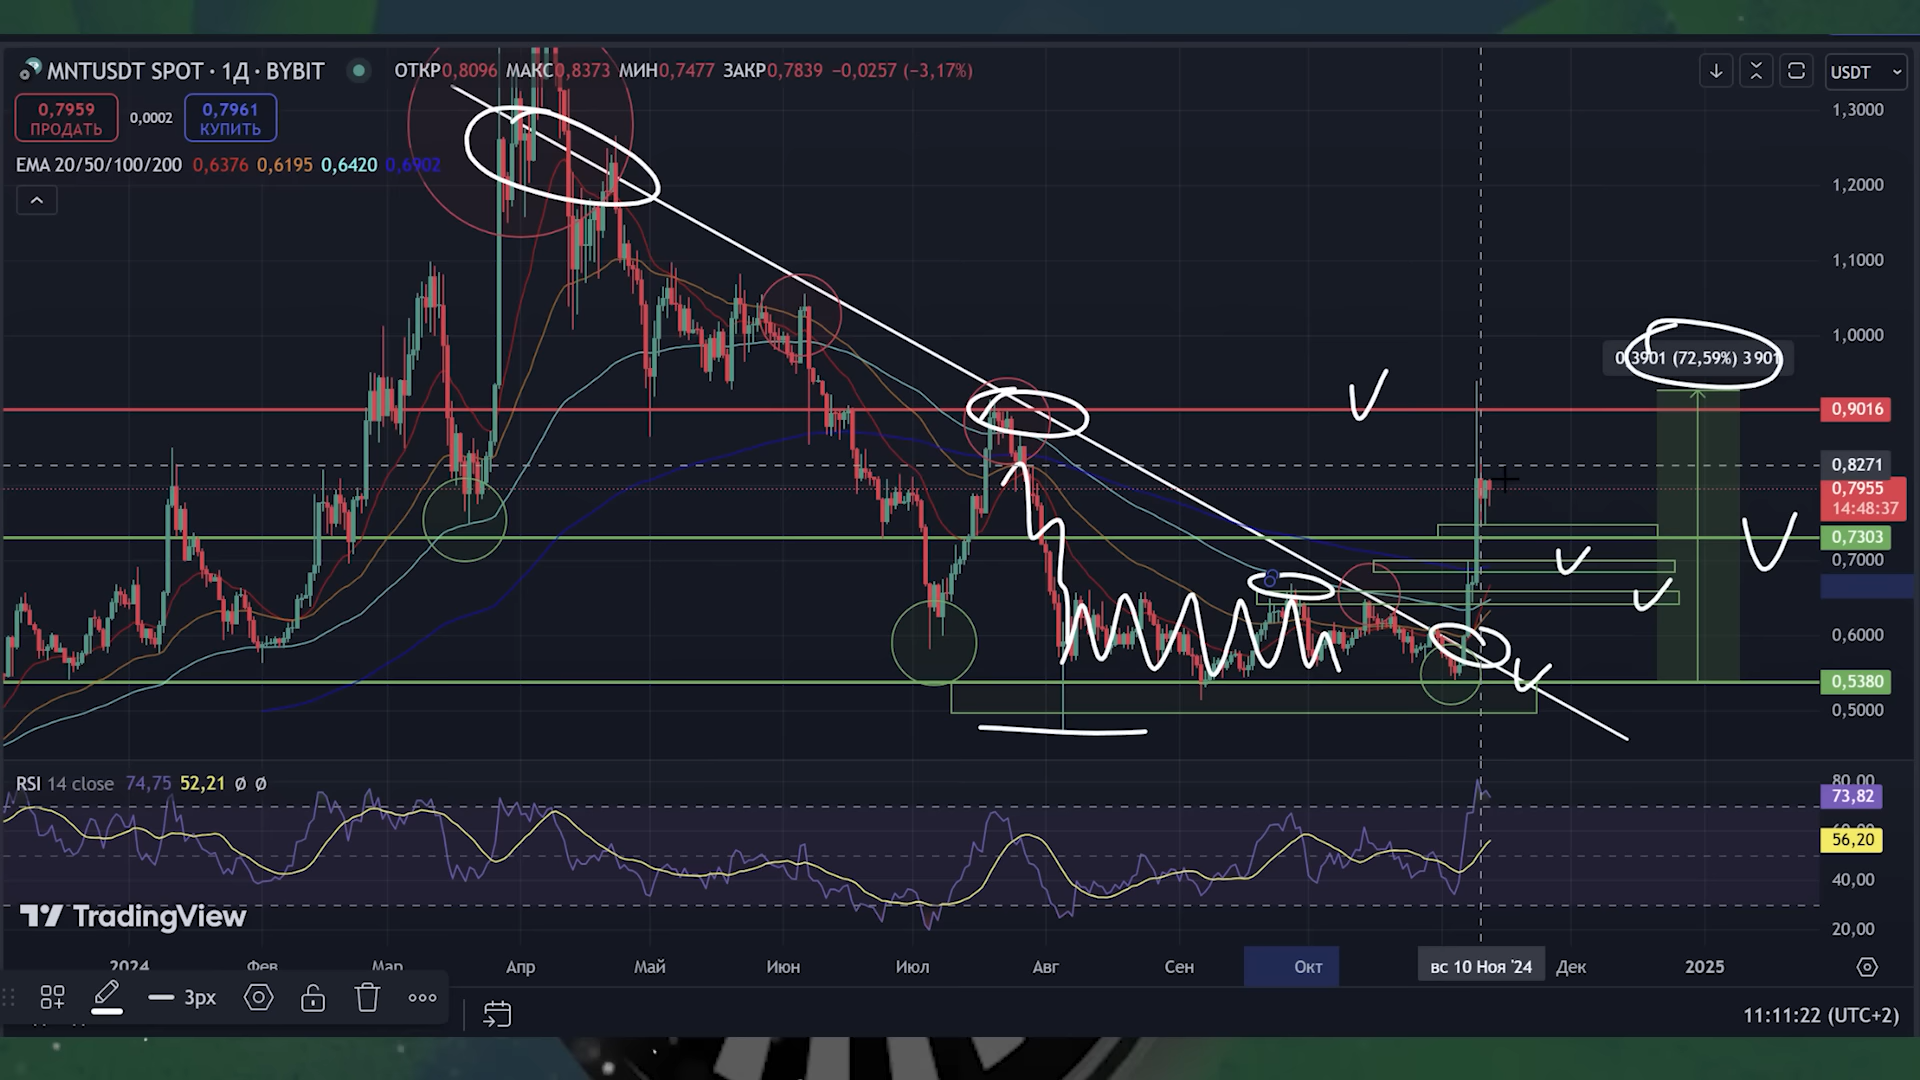 MNTUSDT SPOT · 1Д · BYBIT ОТКР0,8096 МАКС0,8373 МИН0,7477 ЗАКР0,7839 −0,0257 (−3,17%)
USDT
0,7959
ПРОДАТЬ
0,0002
0,7961
КУПИТЬ
EMA 20/50/100/200 0,6376 0,6195 0,6420 0,6902
1,3000
1,2000
1,1000
1,0000
0,3901 (72,59%) 3 901
0,9016
0,8271
0,7955
14:48:37
0,7303
0,7000
0,6000
0,5380
0,5000
RSI 14 close 74,75 52,21 Ø Ø
80,00
73,82
56,20
40,00
20,00
TradingView
2024 Фев Мар Апр Май Июн Июл Авг Сен Окт вс 10 Ноя '24 Дек 2025
3px
11:11:22 (UTC+2)